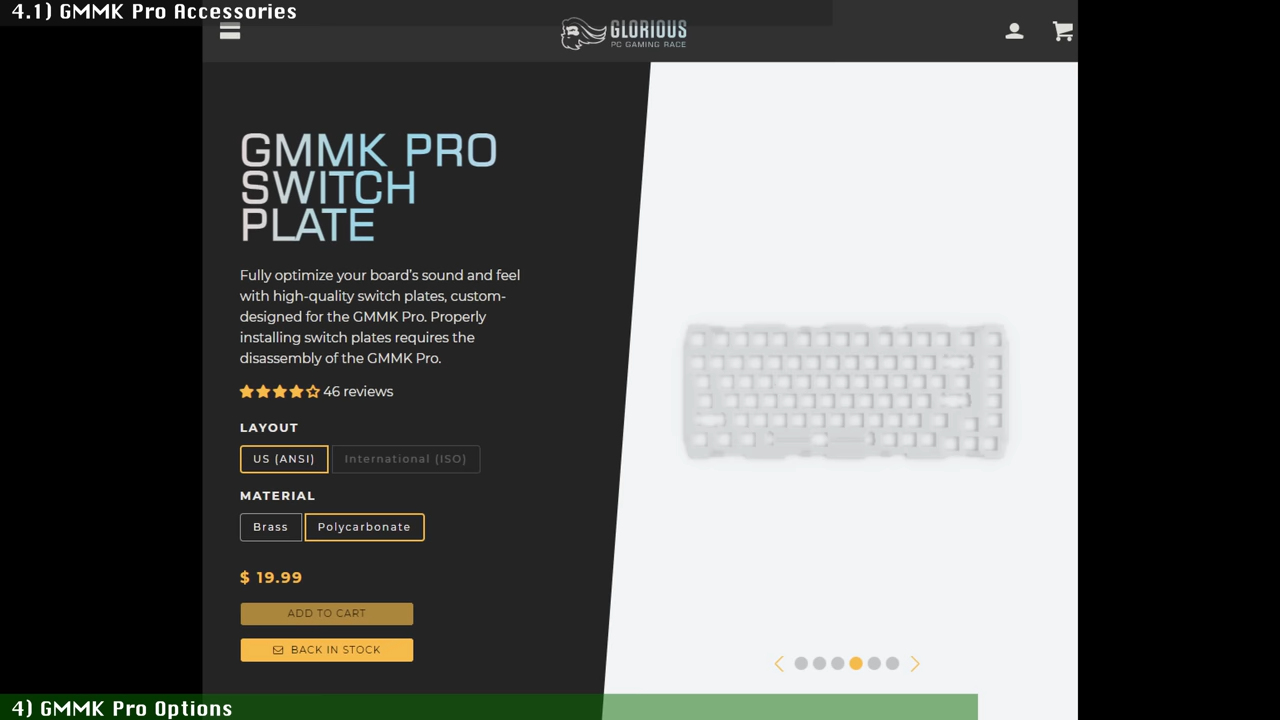 4.1) GMMK Pro Accessories
GLORIOUS
PC GAMING RACE
GMMK PRO
SWITCH
PLATE
Fully optimize your board’s sound and feel
with high-quality switch plates, custom-
designed for the GMMK Pro. Properly
installing switch plates requires the
disassembly of the GMMK Pro.
46 reviews
LAYOUT
US (ANSI) International (ISO)
MATERIAL
Brass Polycarbonate
$ 19.99
ADD TO CART
BACK IN STOCK
4) GMMK Pro Options